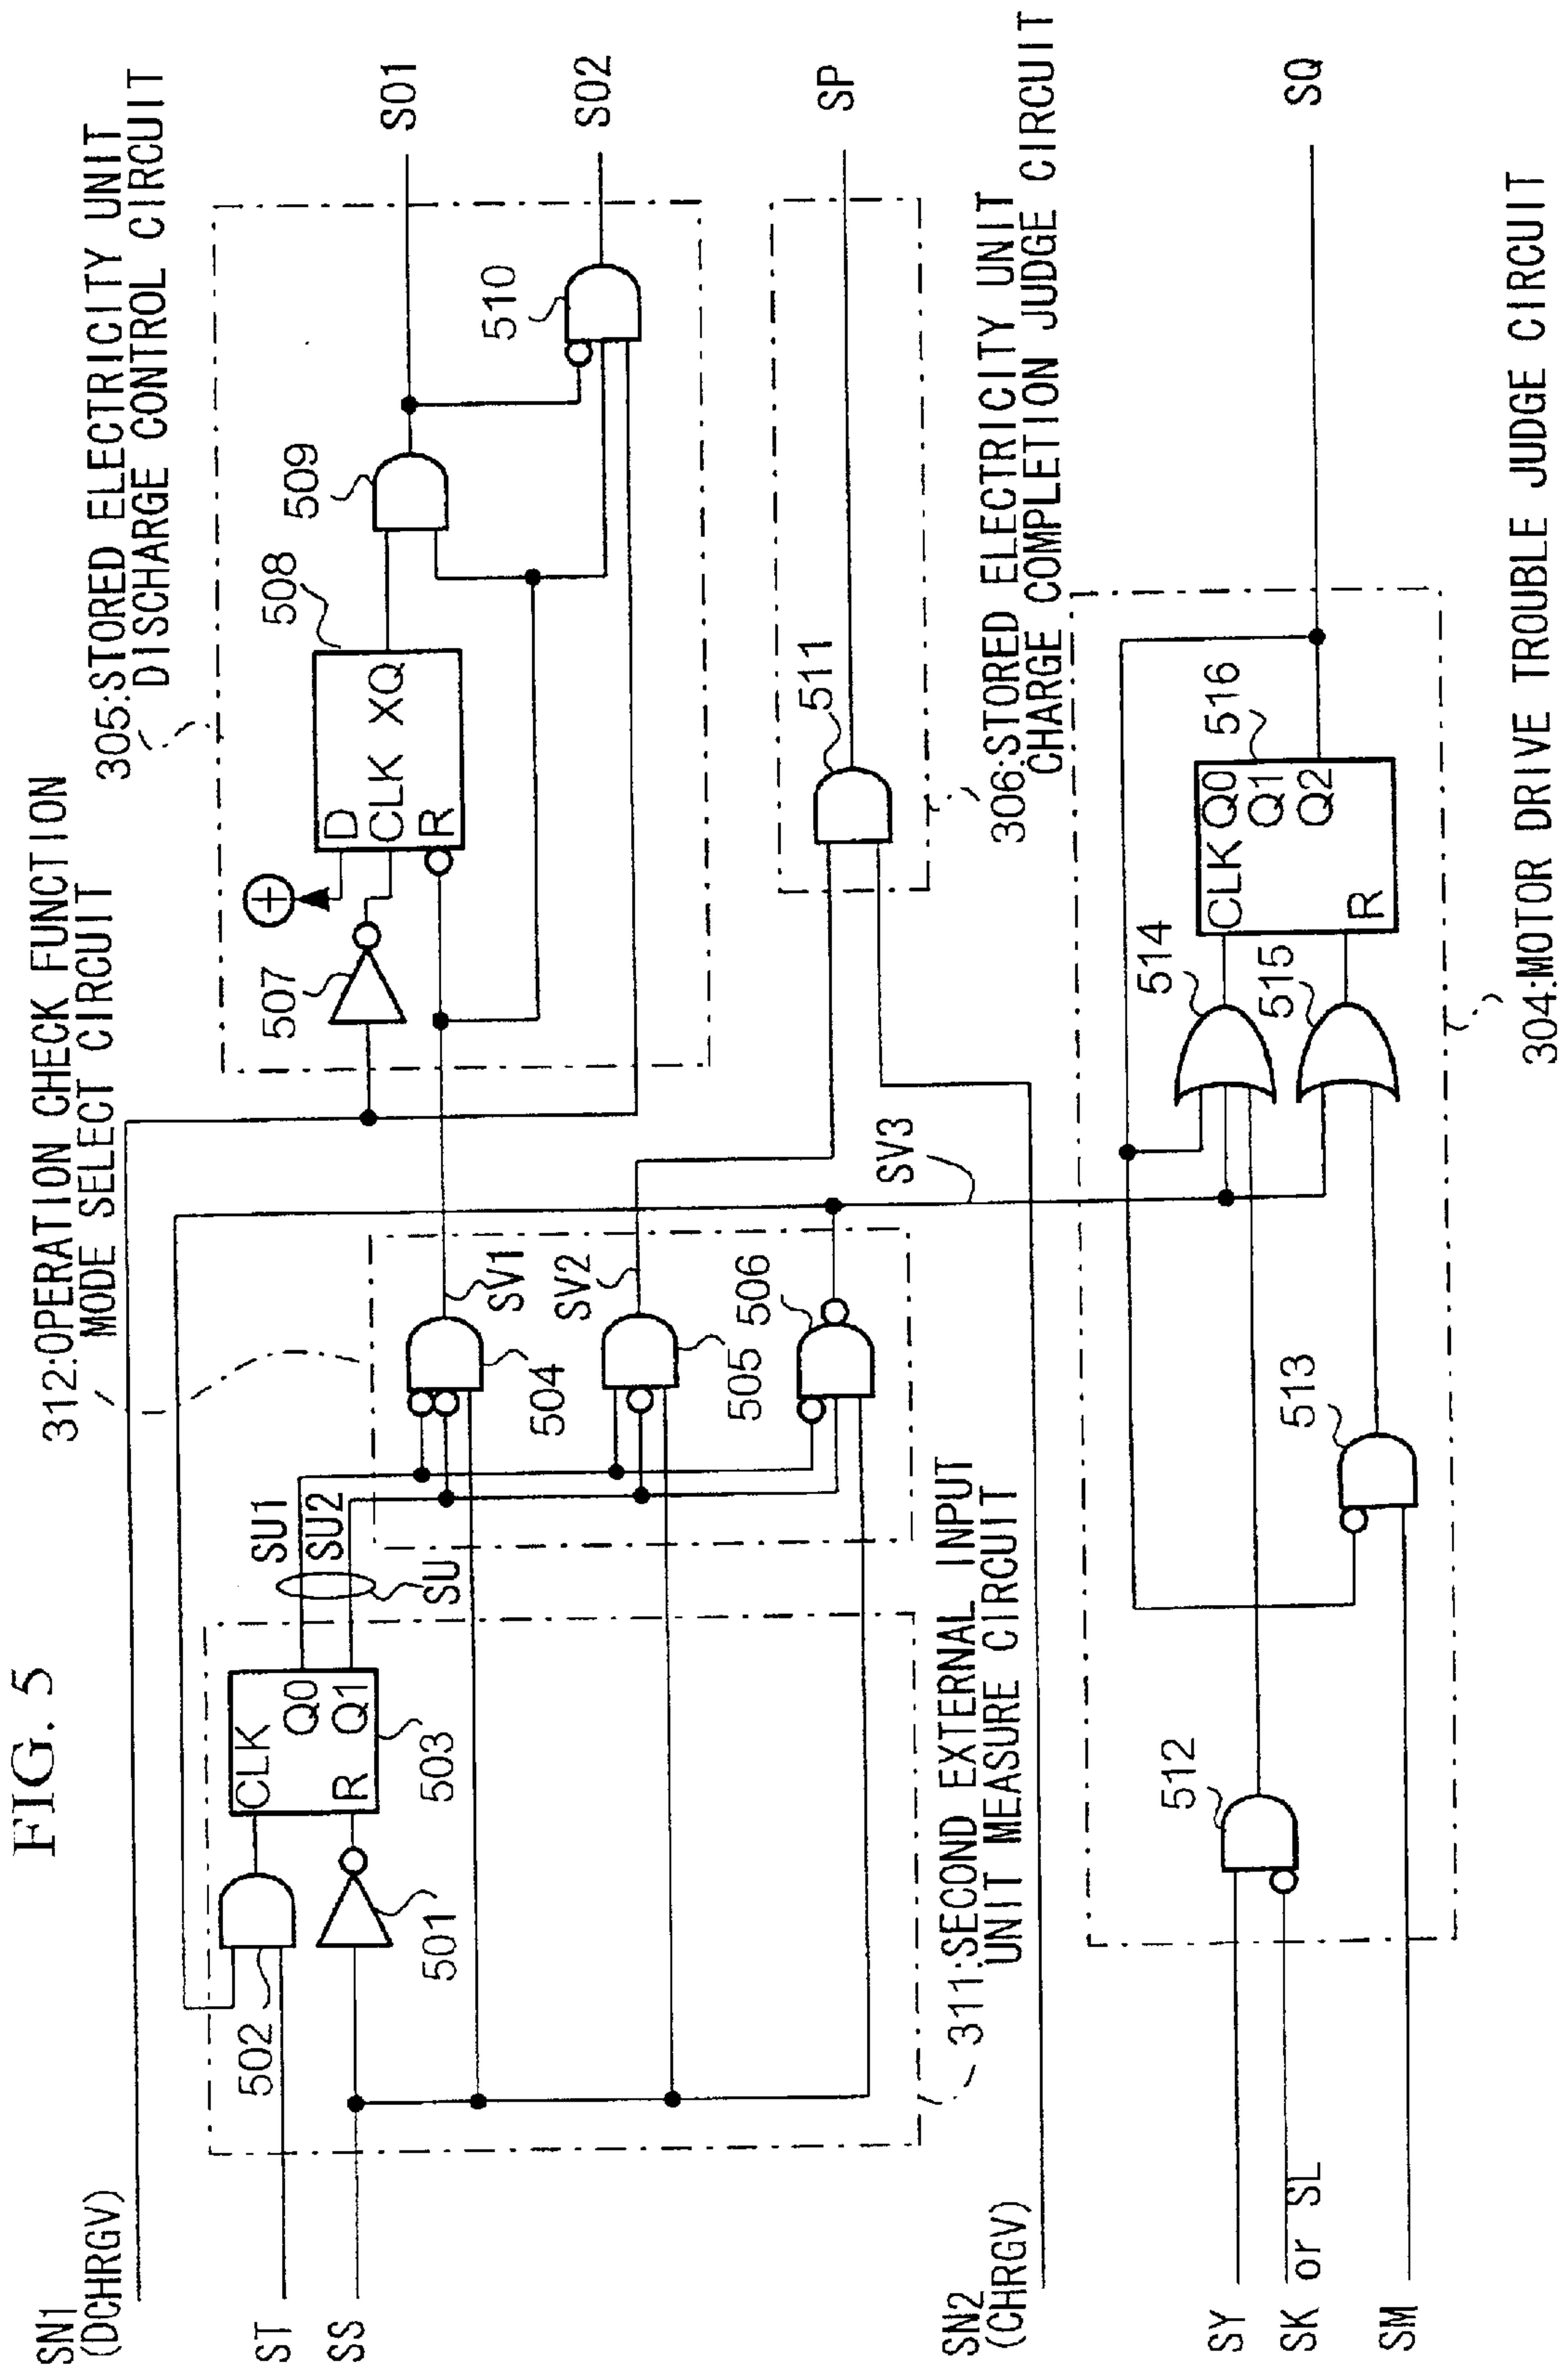 FIG. 5
312:OPERATION CHECK FUNCTION
MODE SELECT CIRCUIT
305:STORED ELECTRICITY UNIT
DISCHARGE CONTROL CIRCUIT
SN1
(DCHRGV)
ST
SS
502
501
CLK
Q0
Q1
R
503
SU1
SU2
SU
504
505
506
SV1
SV2
SV3
507
D
CLK XQ
R
508
509
510
SO1
SO2
511
SP
311:SECOND EXTERNAL INPUT
UNIT MEASURE CIRCUIT
306:STORED ELECTRICITY UNIT
CHARGE COMPLETION JUDGE CIRCUIT
SN2
(CHRGV)
SY
SK or SL
SM
512
513
514
515
CLK Q0
Q1
Q2
R
516
SQ
304:MOTOR DRIVE TROUBLE JUDGE CIRCUIT